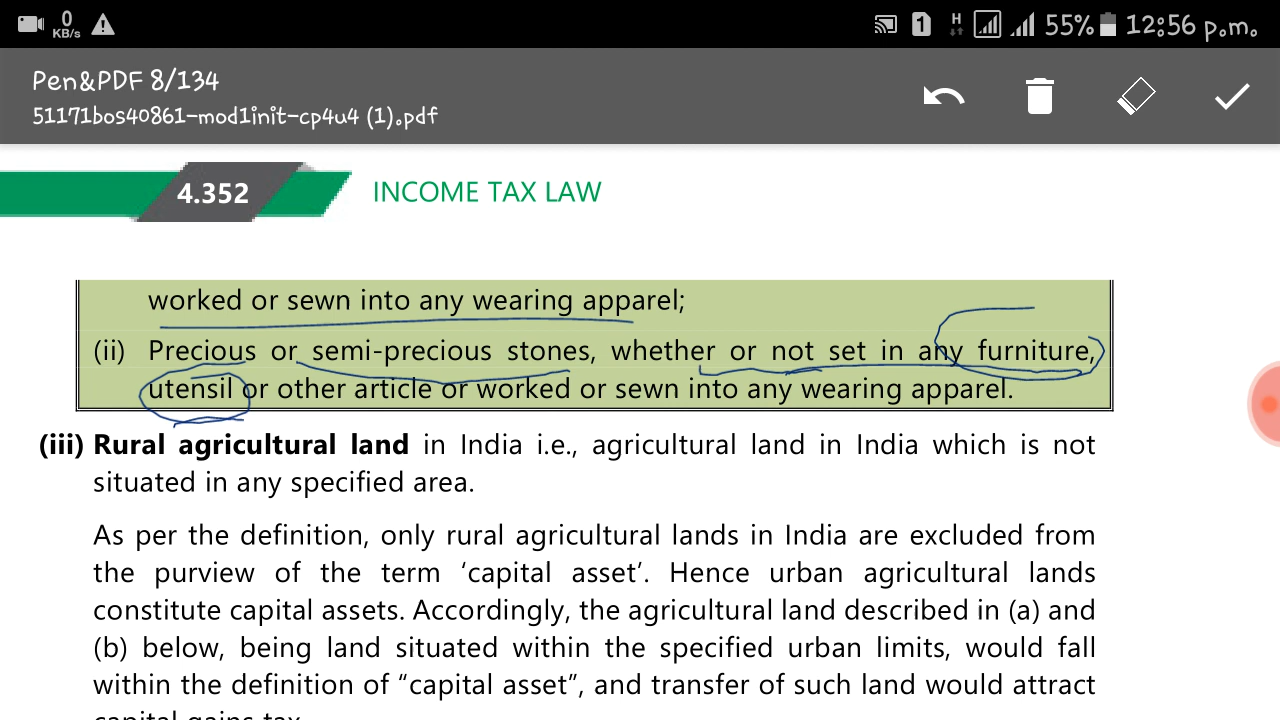 0
KB/s
1 H 55% 12:56 p.m.
Pen&PDF 8/134
51171bos40861-mod1init-cp4u4 (1).pdf
4.352 INCOME TAX LAW
worked or sewn into any wearing apparel;
(ii) Precious or semi-precious stones, whether or not set in any furniture,
utensil or other article or worked or sewn into any wearing apparel.
(iii) Rural agricultural land in India i.e., agricultural land in India which is not
situated in any specified area.
As per the definition, only rural agricultural lands in India are excluded from
the purview of the term ‘capital asset’. Hence urban agricultural lands
constitute capital assets. Accordingly, the agricultural land described in (a) and
(b) below, being land situated within the specified urban limits, would fall
within the definition of “capital asset”, and transfer of such land would attract
capital gains tax.